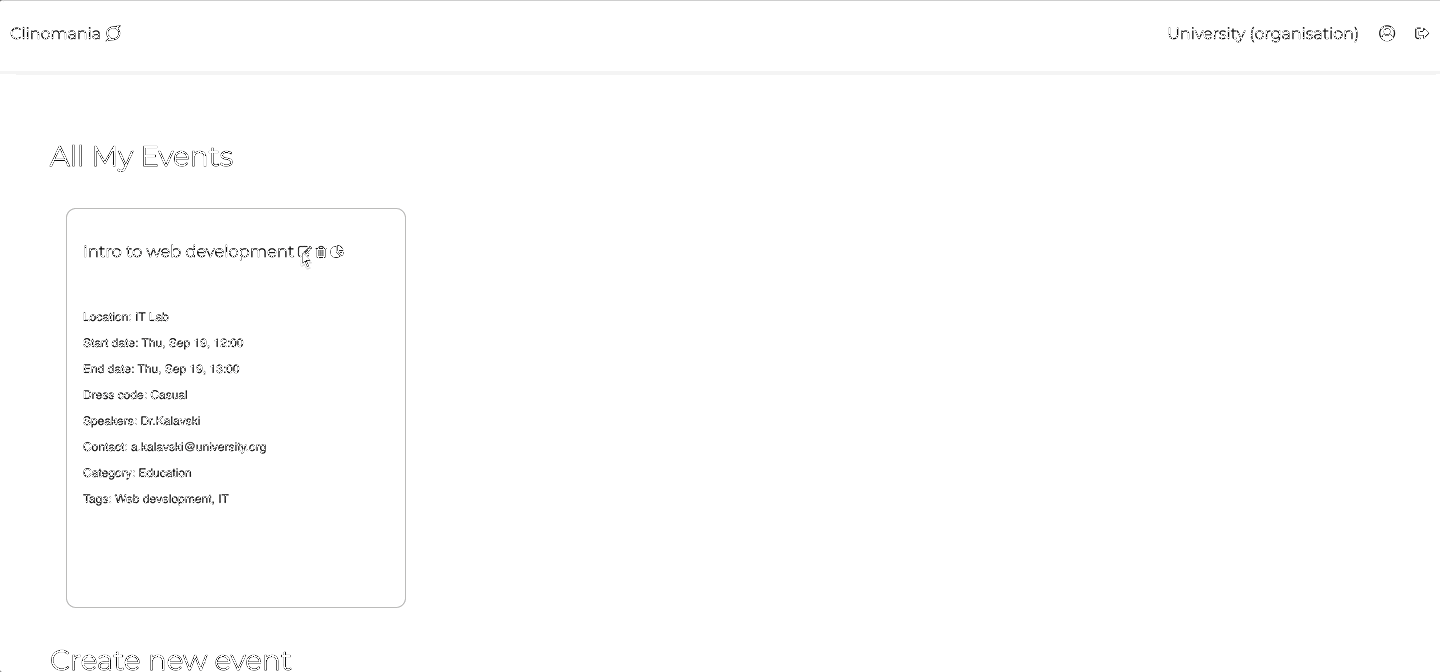 Clinomania
University (organisation)
All My Events
Intro to web development
Location: IT Lab
Start date: Thu, Sep 19, 12:00
End date: Thu, Sep 19, 13:00
Dress code: Casual
Speakers: Dr.Kalavski
Contact: a.kalavski@university.org
Category: Education
Tags: Web development, IT
Create new event